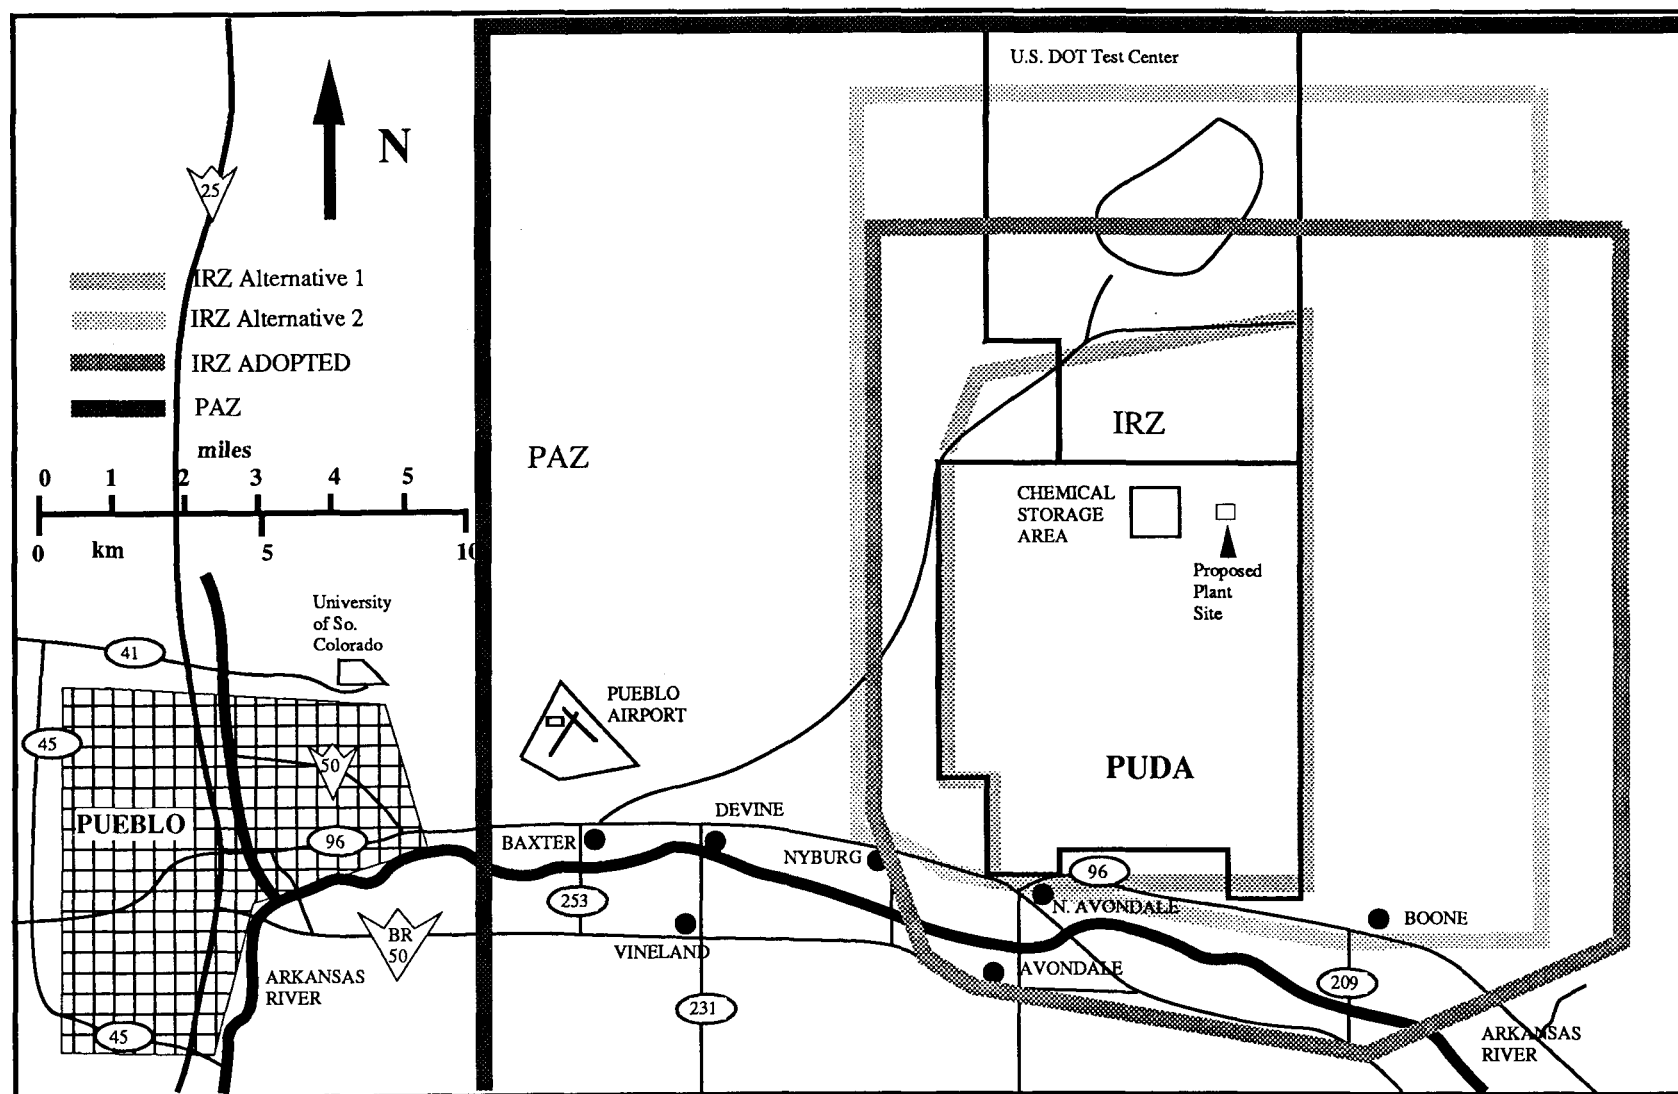 U.S. DOT Test Center
N
25
IRZ Alternative 1
IRZ Alternative 2
IRZ ADOPTED
PAZ
miles
0 1 2 3 4 5
0 km 5 10
PAZ
IRZ
CHEMICAL
STORAGE
AREA
Proposed
Plant
Site
University
of So.
Colorado
41
45
PUEBLO
AIRPORT
PUDA
50
PUEBLO
96
DEVINE
BAXTER
NYBURG
96
253
N. AVONDALE
BOONE
BR
50
VINELAND
AVONDALE
ARKANSAS
RIVER
231
209
45
ARKANSAS
RIVER